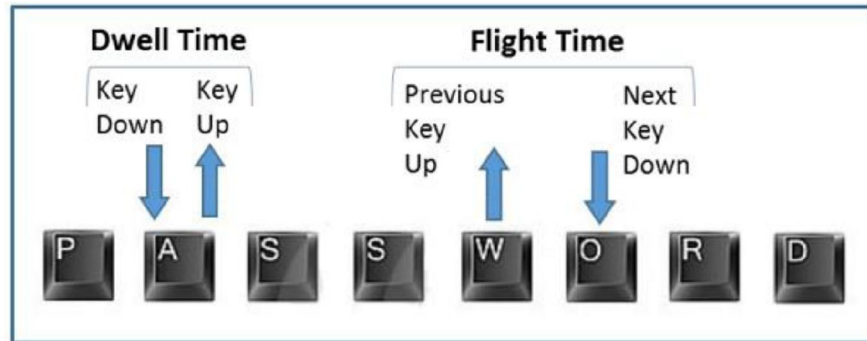 Dwell Time
Flight Time
Key Key
Down Up
Previous
Key
Up
Next
Key
Down
P A S S W O R D